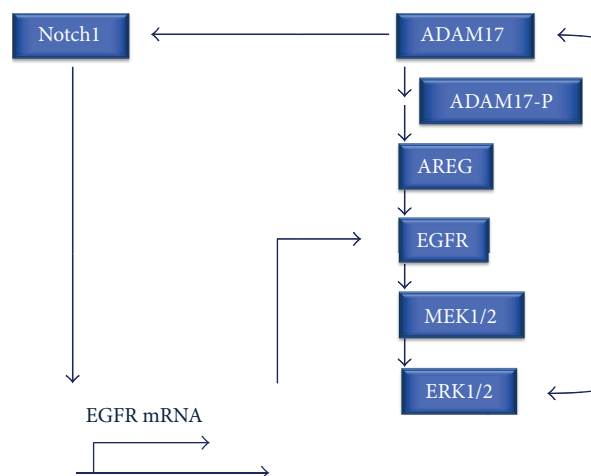 Notch1
ADAM17
ADAM17-P
AREG
EGFR
MEK1/2
ERK1/2
EGFR mRNA